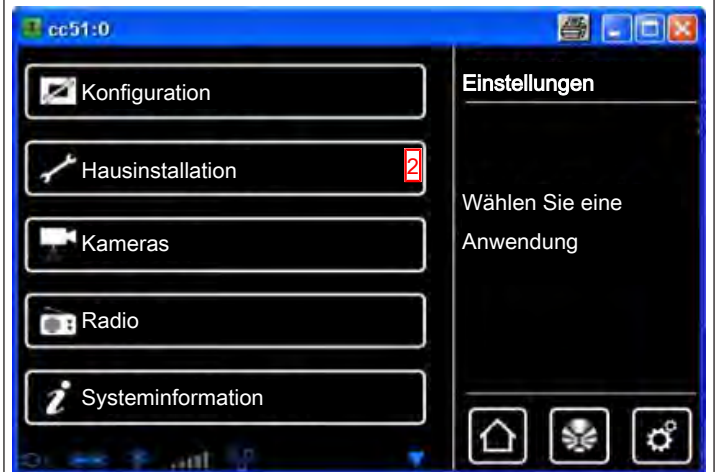 cc51:0
Konfiguration
Hausinstallation 2
Kameras
Radio
Systeminformation
Einstellungen
Wählen Sie eine
Anwendung